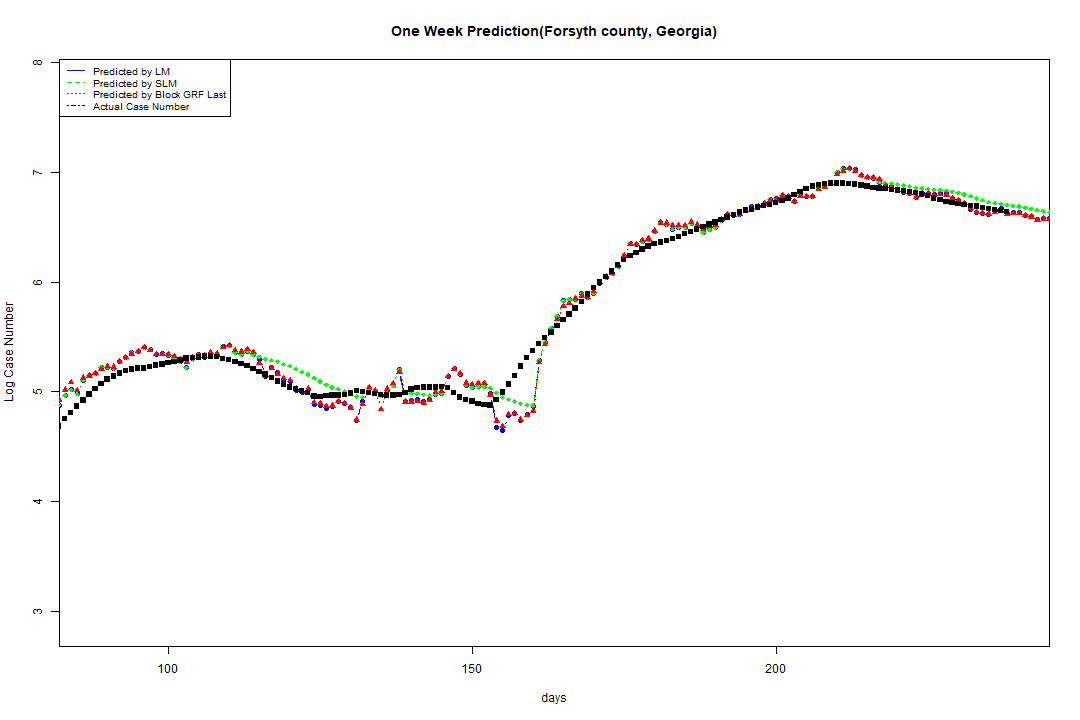 One Week Prediction(Forsyth county, Georgia)
Predicted by LM
Predicted by SLM
Predicted by Block GRF Last
Actual Case Number
8
7
6
5
4
3
Log Case Number
100 150 200
days